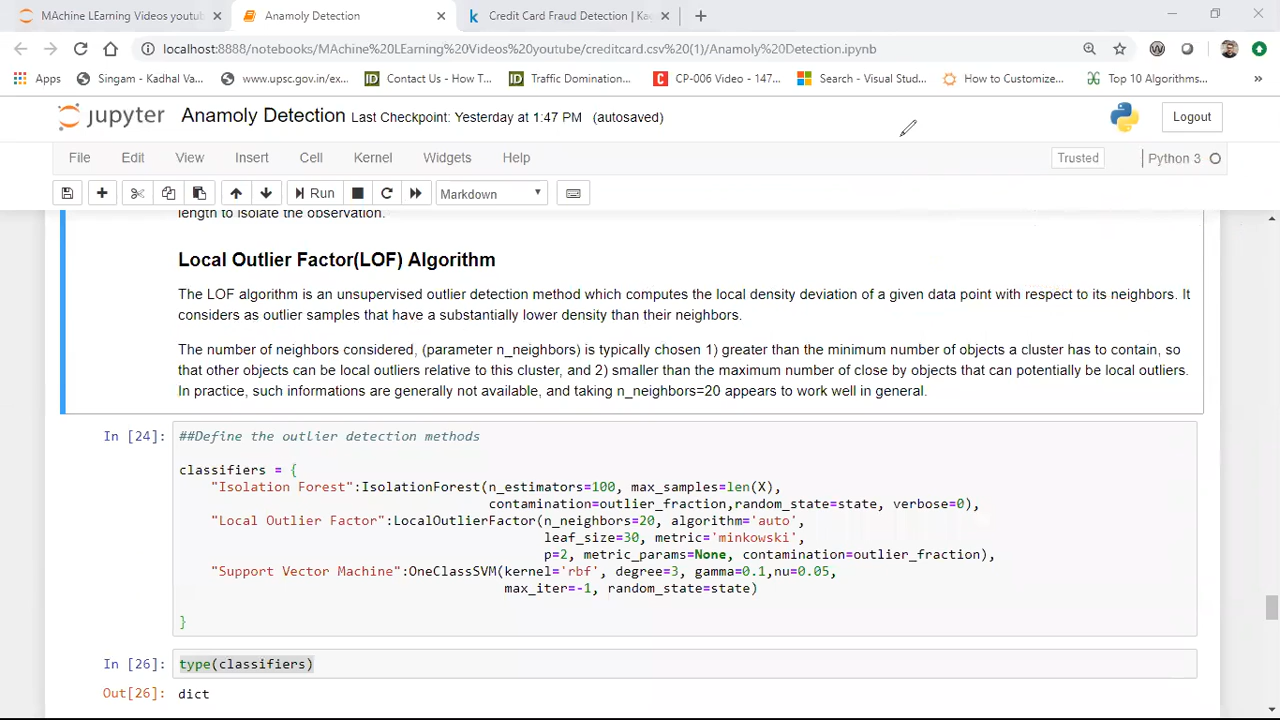 MAchine LEarning Videos youtub
Anamoly Detection
Credit Card Fraud Detection | Ka
localhost:8888/notebooks/MAchine%20LEarning%20Videos%20youtube/creditcard.csv%20(1)/Anamoly%20Detection.ipynb
Apps
Singam - Kadhal Va...
www.upsc.gov.in/ex...
Contact Us - How T...
Traffic Domination...
CP-006 Video - 147...
Search - Visual Stud...
How to Customize...
Top 10 Algorithms...
jupyter Anamoly Detection Last Checkpoint: Yesterday at 1:47 PM (autosaved)
Logout
File Edit View Insert Cell Kernel Widgets Help
Trusted
Python 3
Run
Markdown
length to isolate the observation.
Local Outlier Factor(LOF) Algorithm
The LOF algorithm is an unsupervised outlier detection method which computes the local density deviation of a given data point with respect to its neighbors. It
considers as outlier samples that have a substantially lower density than their neighbors.
The number of neighbors considered, (parameter n_neighbors) is typically chosen 1) greater than the minimum number of objects a cluster has to contain, so
that other objects can be local outliers relative to this cluster, and 2) smaller than the maximum number of close by objects that can potentially be local outliers.
In practice, such informations are generally not available, and taking n_neighbors=20 appears to work well in general.
In [24]:
##Define the outlier detection methods
classifiers = {
"Isolation Forest":IsolationForest(n_estimators=100, max_samples=len(X),
contamination=outlier_fraction,random_state=state, verbose=0),
"Local Outlier Factor":LocalOutlierFactor(n_neighbors=20, algorithm='auto',
leaf_size=30, metric='minkowski',
p=2, metric_params=None, contamination=outlier_fraction),
"Support Vector Machine":OneClassSVM(kernel='rbf', degree=3, gamma=0.1,nu=0.05,
max_iter=-1, random_state=state)
}
In [26]:
type(classifiers)
Out[26]:
dict